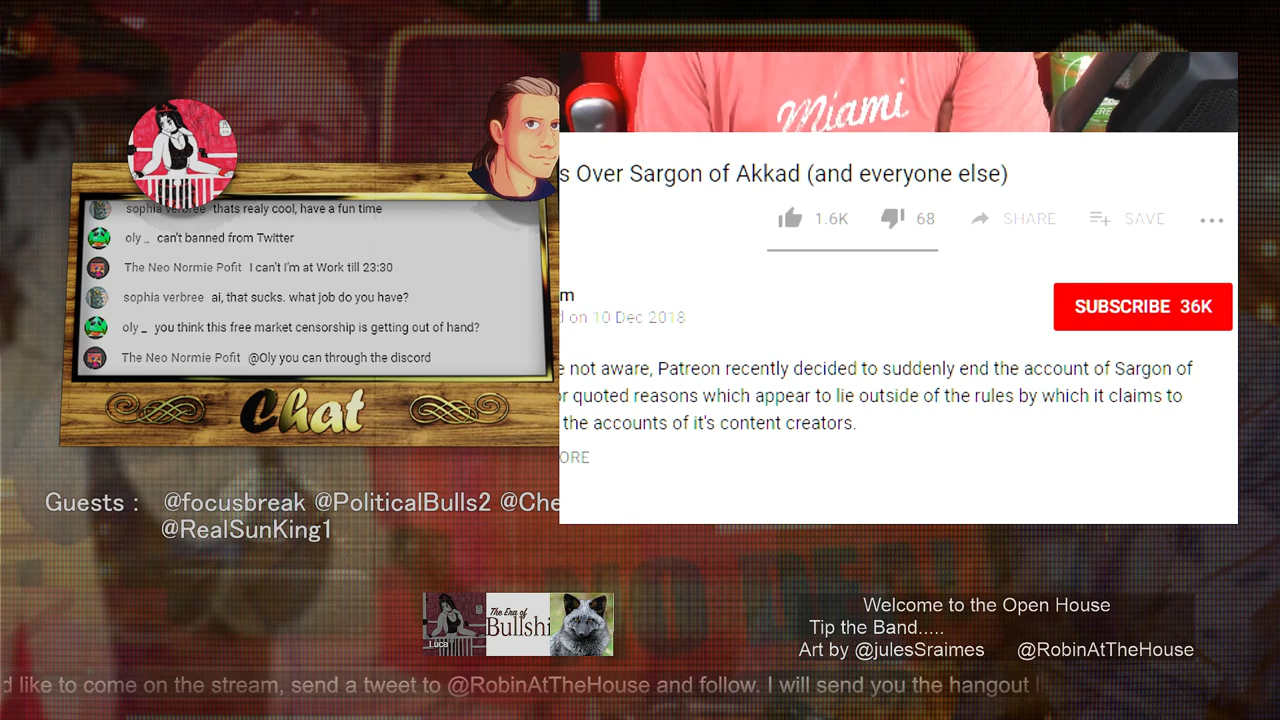 Miami
s Over Sargon of Akkad (and everyone else)
1.6K 68 SHARE SAVE
m
d on 10 Dec 2018
SUBSCRIBE 36K
e not aware, Patreon recently decided to suddenly end the account of Sargon of
or quoted reasons which appear to lie outside of the rules by which it claims to
the accounts of it's content creators.
ORE
sophia verbree thats realy cool, have a fun time
oly _ can't banned from Twitter
The Neo Normie Pofit I can't I'm at Work till 23:30
sophia verbree ai, that sucks. what job do you have?
oly _ you think this free market censorship is getting out of hand?
The Neo Normie Pofit @Oly you can through the discord
Chat
Guests : @focusbreak @PoliticalBulls2 @Che
@RealSunKing1
NO DEAL
Luca
The Era of
Bullshi
Welcome to the Open House
Tip the Band.....
Art by @julesSraimes @RobinAtTheHouse
d like to come on the stream, send a tweet to @RobinAtTheHouse and follow. I will send you the hangout l